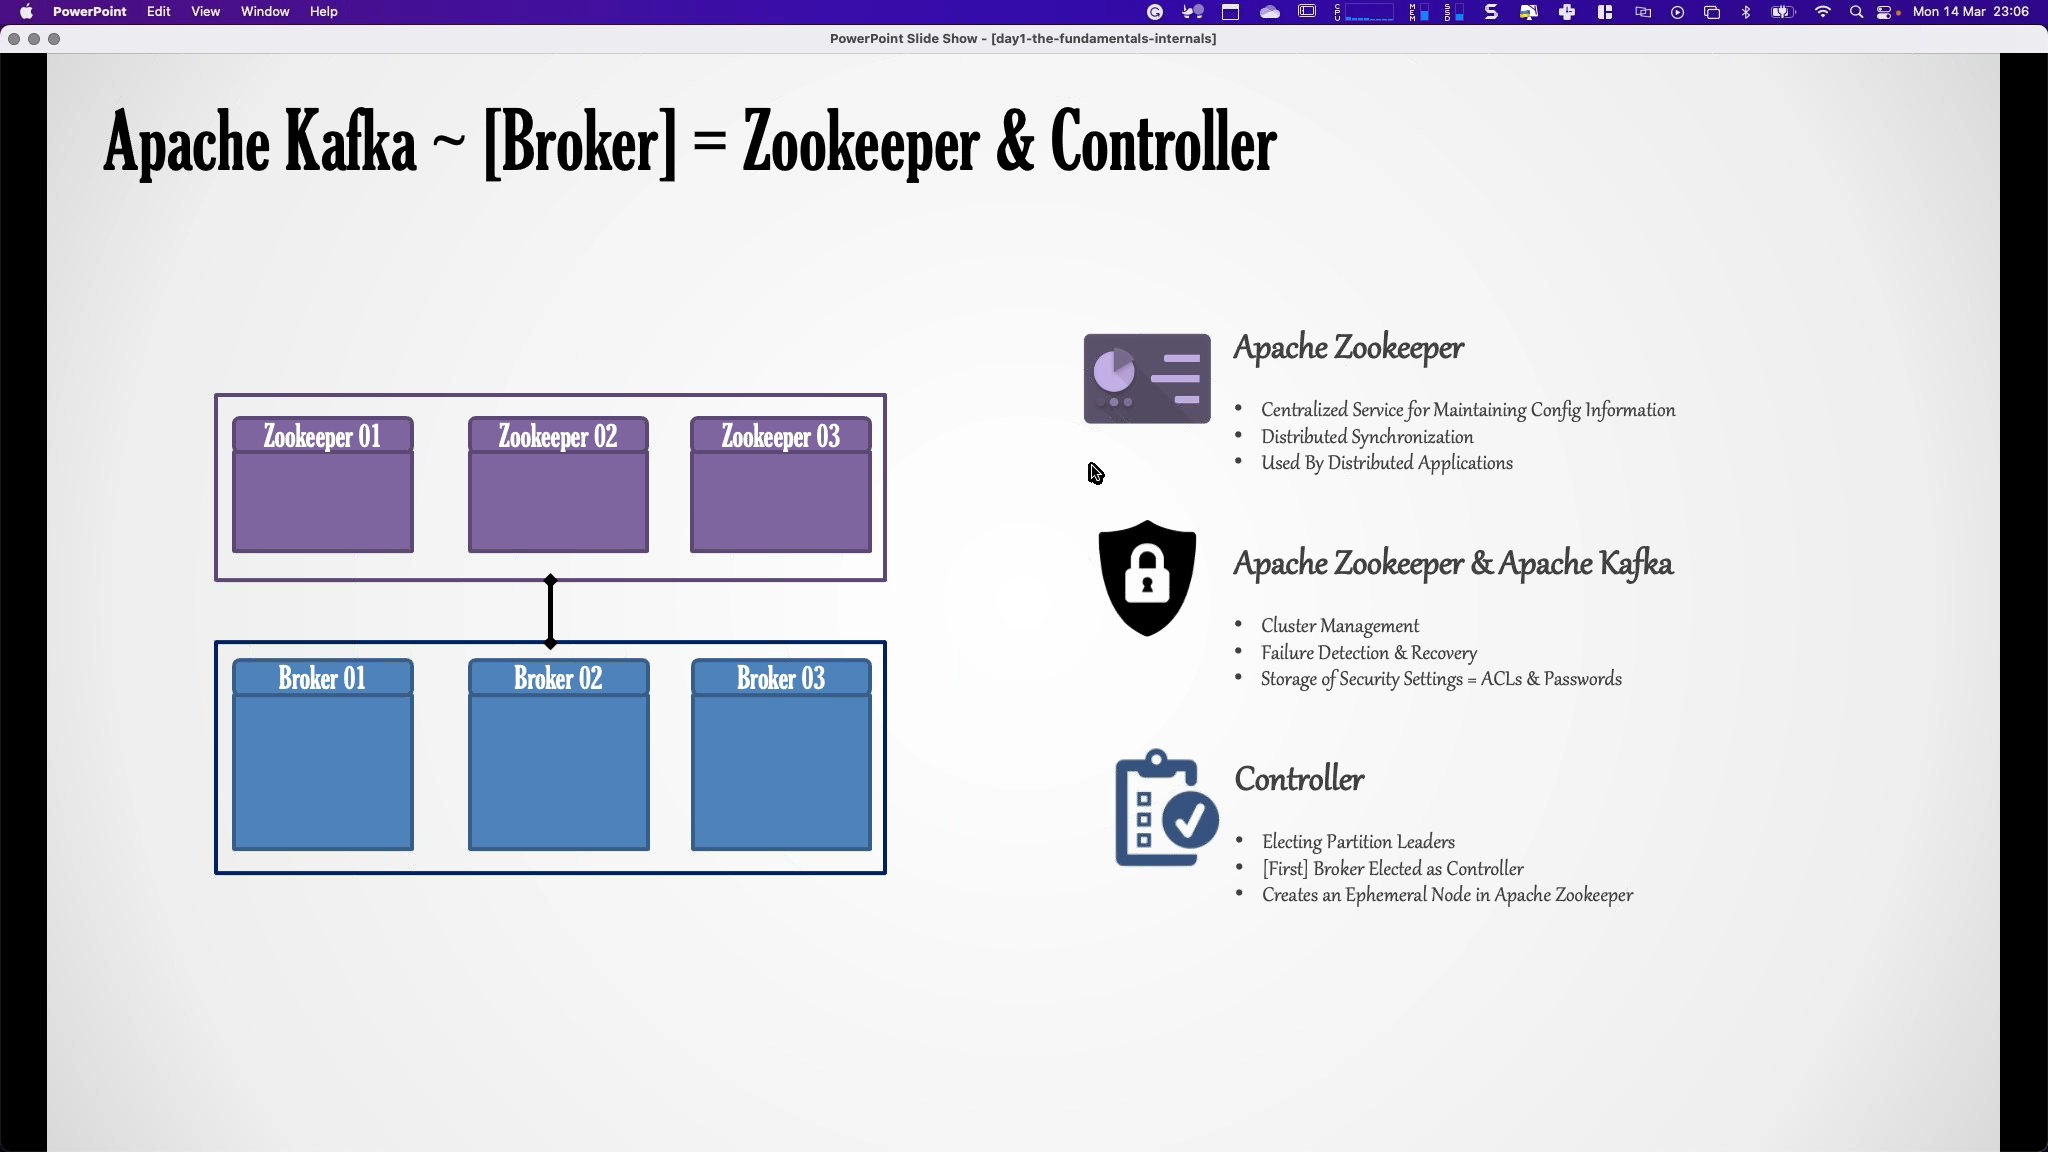 PowerPoint Edit View Window Help
Mon 14 Mar 23:06
PowerPoint Slide Show - [day1-the-fundamentals-internals]
Apache Kafka ~ [Broker] = Zookeeper & Controller
Zookeeper 01
Zookeeper 02
Zookeeper 03
Broker 01
Broker 02
Broker 03
Apache Zookeeper
• Centralized Service for Maintaining Config Information
• Distributed Synchronization
• Used By Distributed Applications
Apache Zookeeper & Apache Kafka
• Cluster Management
• Failure Detection & Recovery
• Storage of Security Settings = ACLs & Passwords
Controller
• Electing Partition Leaders
• [First] Broker Elected as Controller
• Creates an Ephemeral Node in Apache Zookeeper